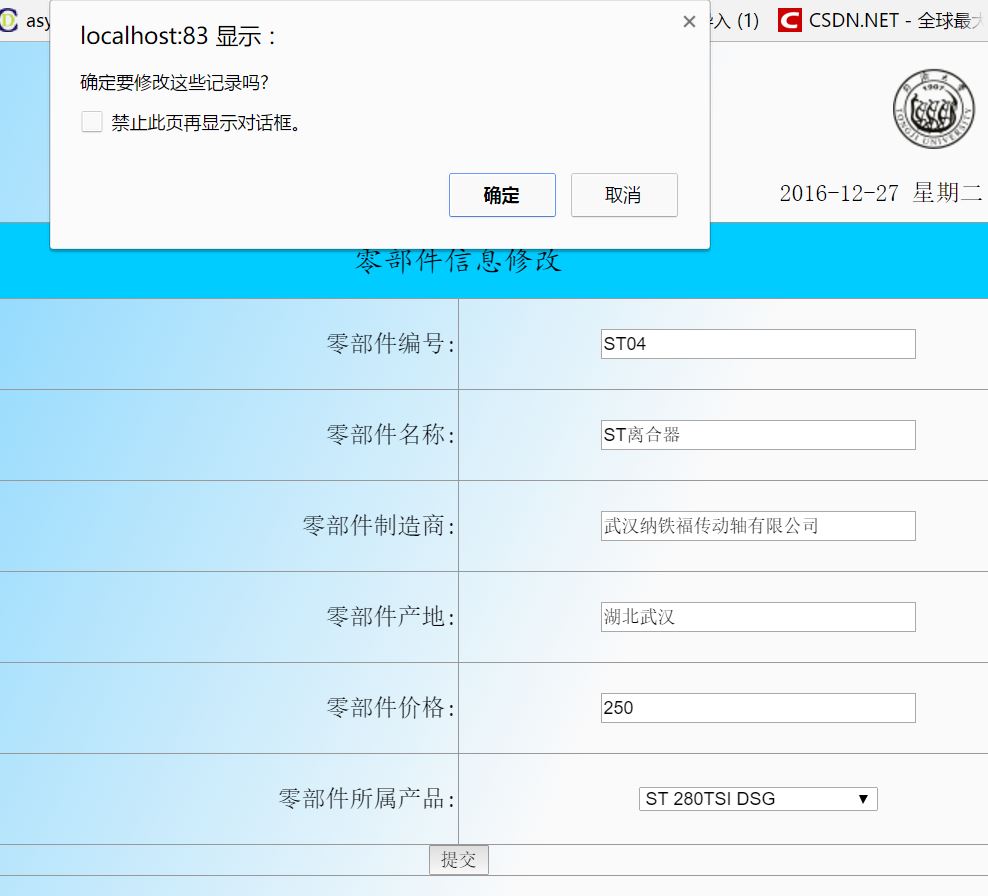 asy
导入 (1)
CSDN.NET - 全球最大
localhost:83 显示：
确定要修改这些记录吗?
禁止此页再显示对话框。
确定
取消
1907
TONGJI UNIVERSITY
2016-12-27 星期二
零部件信息修改
零部件编号:
ST04
零部件名称:
ST离合器
零部件制造商:
武汉纳铁福传动轴有限公司
零部件产地:
湖北武汉
零部件价格:
250
零部件所属产品:
ST 280TSI DSG
提交